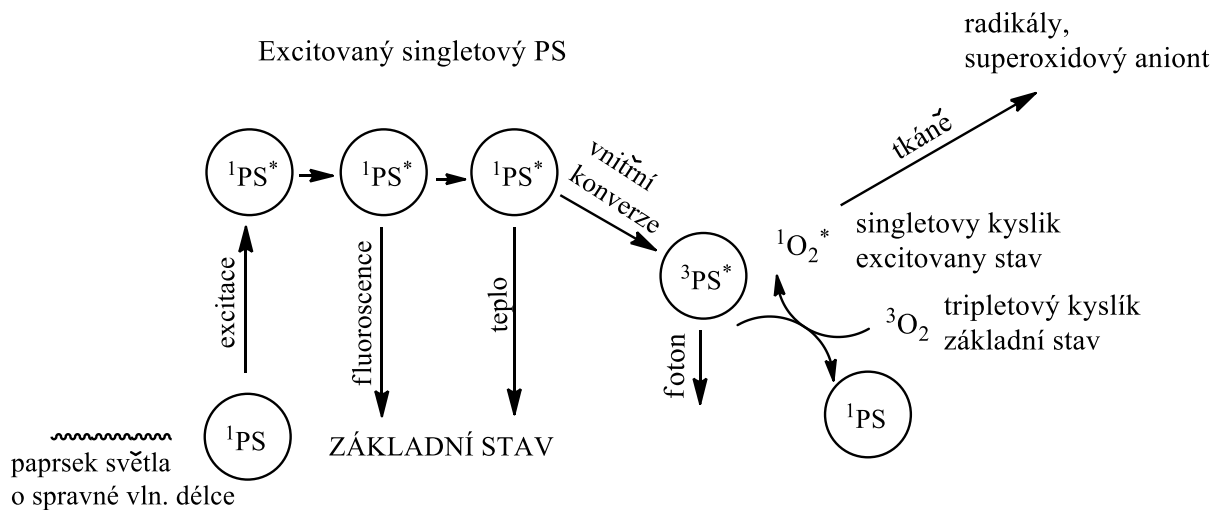 radikály,
superoxidový aniont
Excitovaný singletový PS
tkáně
¹PS*
¹PS*
¹PS*
vnitřní
konverze
excitace
fluoroscence
teplo
³PS*
¹O₂*
singletovy kyslik
excitovany stav
³O₂
tripletový kyslík
základní stav
foton
¹PS
¹PS
ZÁKLADNÍ STAV
paprsek světla
o spravné vln. délce